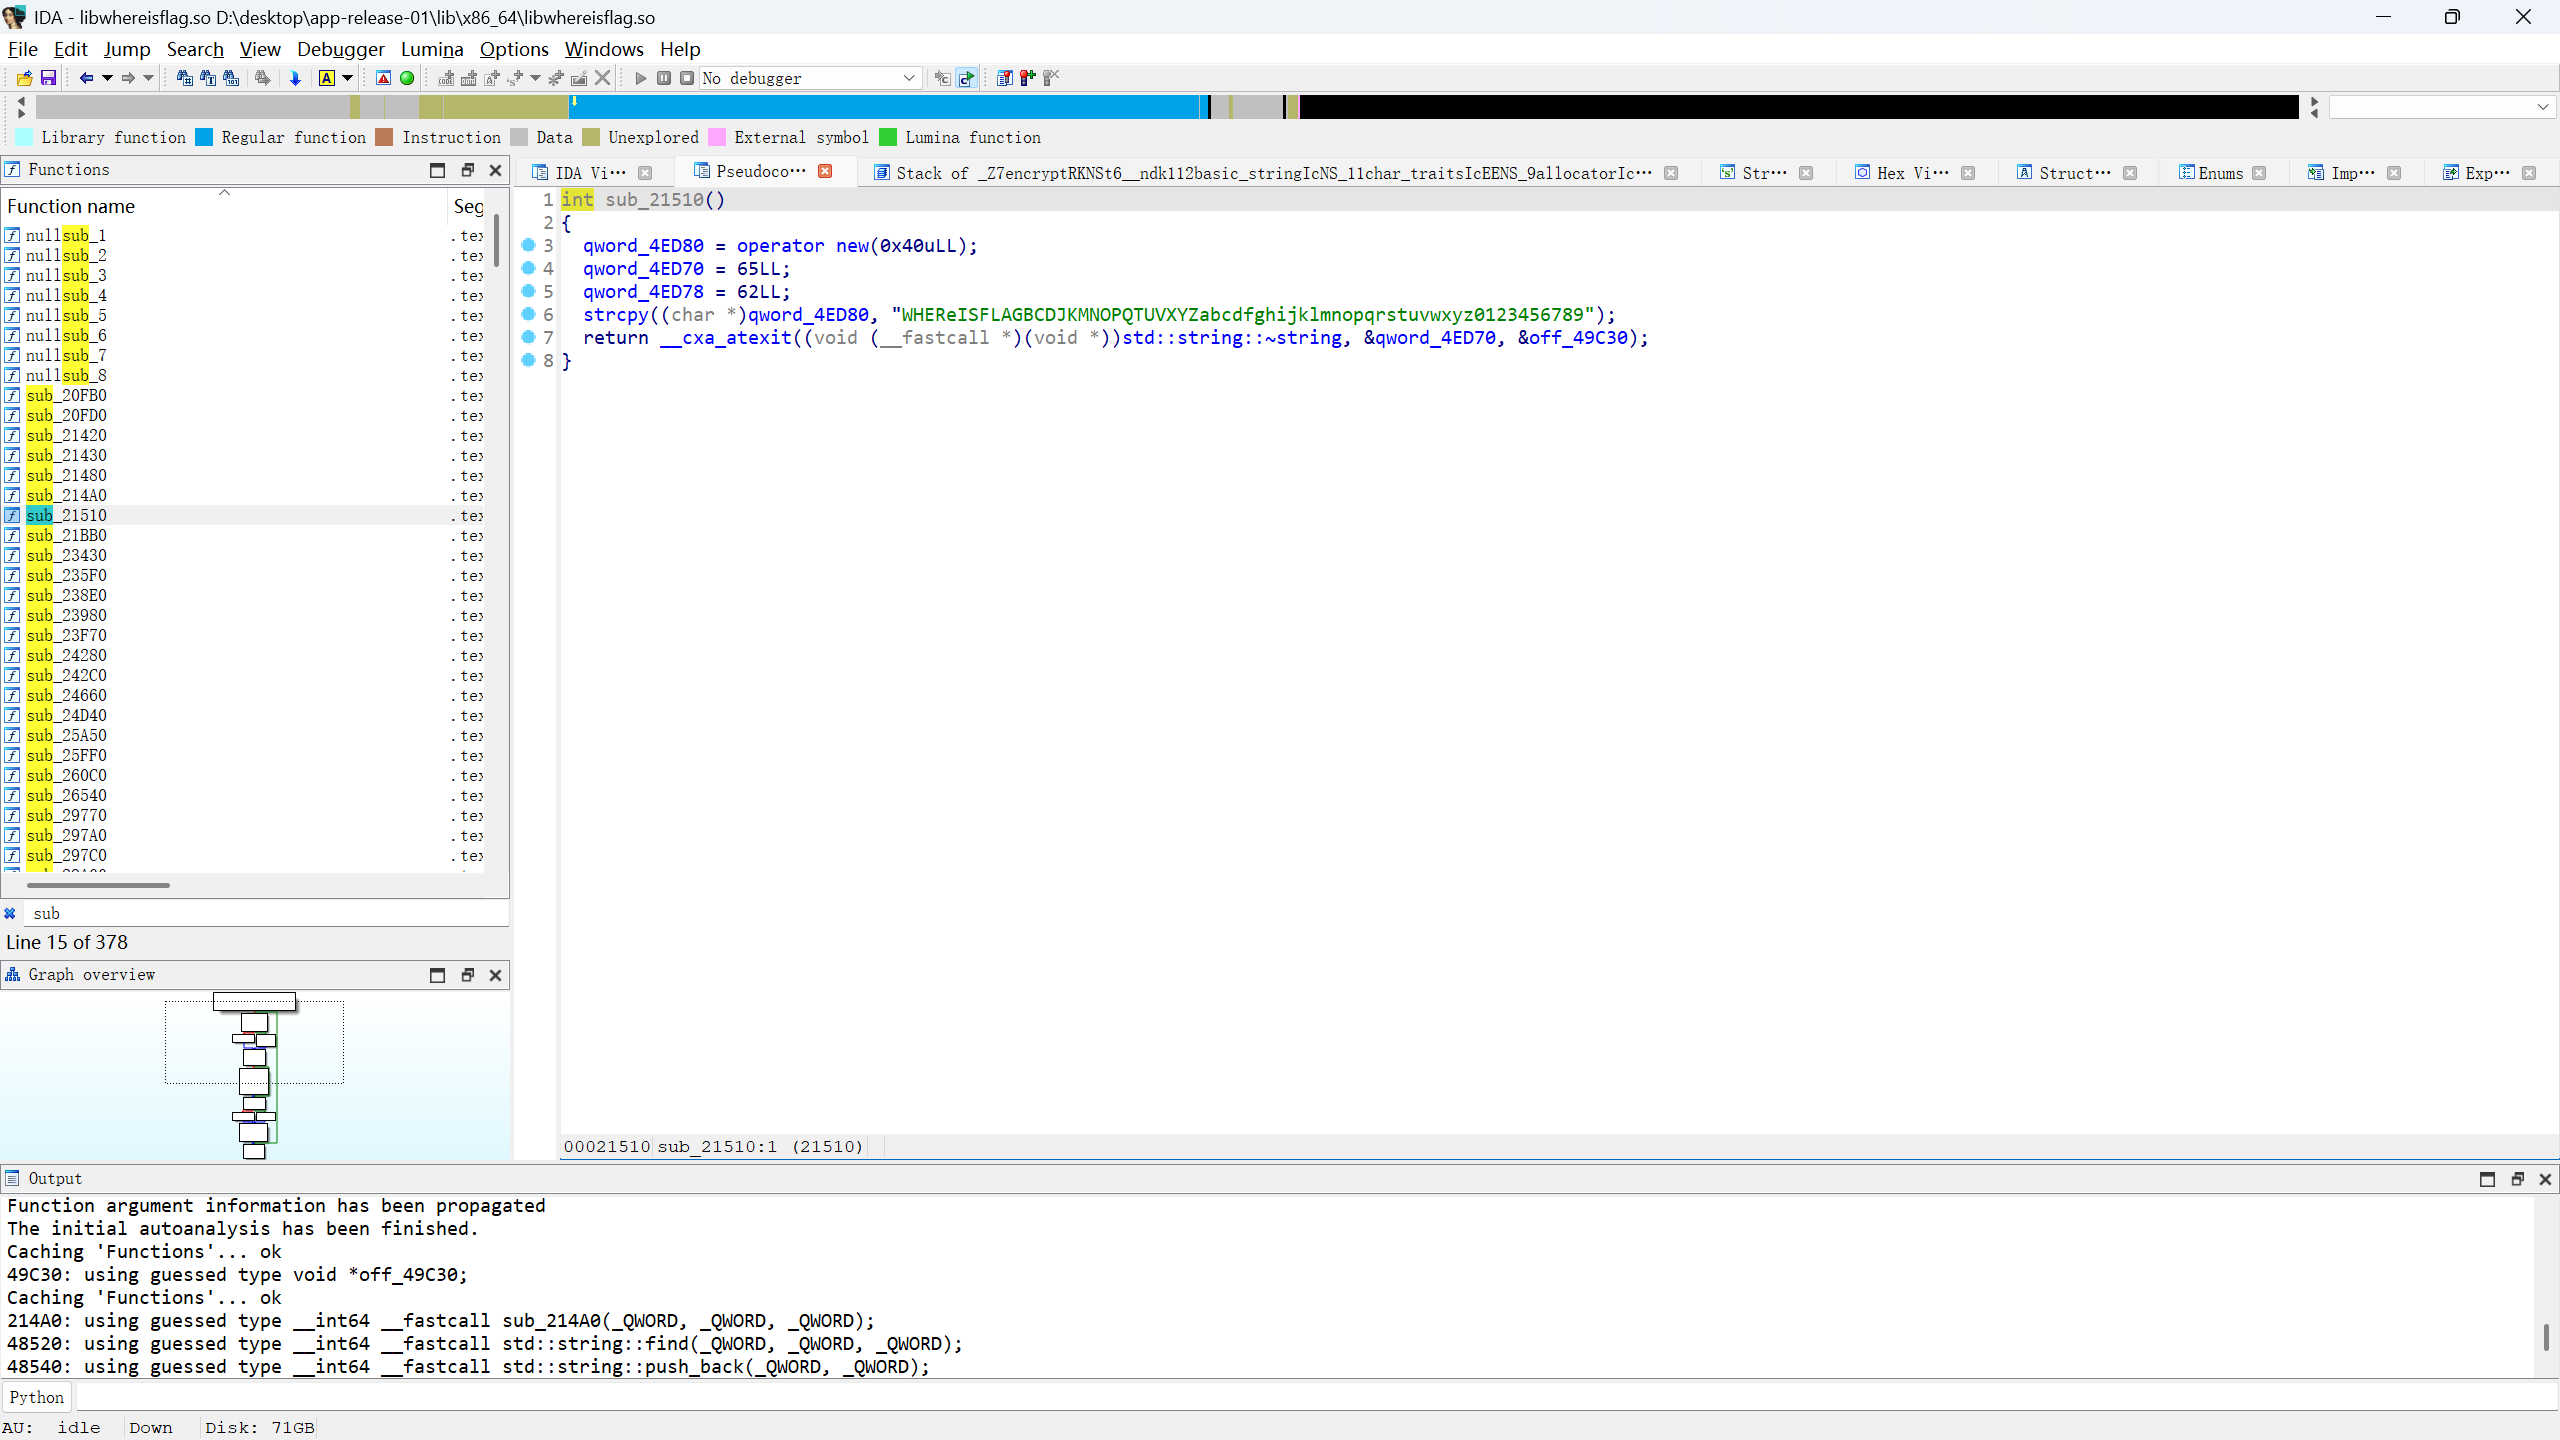 IDA - libwhereisflag.so D:\desktop\app-release-01\lib\x86_64\libwhereisflag.so
File Edit Jump Search View Debugger Lumina Options Windows Help
No debugger
Library function Regular function Instruction Data Unexplored External symbol Lumina function
Functions
IDA Vi··· Pseudoco··· Stack of _Z7encryptRKNSt6__ndk112basic_stringIcNS_11char_traitsIcEENS_9allocatorIc··· Str··· Hex Vi··· Struct··· Enums Imp··· Exp···
Function name Seg
nullsub_1 .tex
nullsub_2 .tex
nullsub_3 .tex
nullsub_4 .tex
nullsub_5 .tex
nullsub_6 .tex
nullsub_7 .tex
nullsub_8 .tex
sub_20FB0 .tex
sub_20FD0 .tex
sub_21420 .tex
sub_21430 .tex
sub_21480 .tex
sub_214A0 .tex
sub_21510 .tex
sub_21BB0 .tex
sub_23430 .tex
sub_235F0 .tex
sub_238E0 .tex
sub_23980 .tex
sub_23F70 .tex
sub_24280 .tex
sub_242C0 .tex
sub_24660 .tex
sub_24D40 .tex
sub_25A50 .tex
sub_25FF0 .tex
sub_260C0 .tex
sub_26540 .tex
sub_29770 .tex
sub_297A0 .tex
sub_297C0 .tex
sub
Line 15 of 378
Graph overview
1 int sub_21510()
2 {
3 qword_4ED80 = operator new(0x40uLL);
4 qword_4ED70 = 65LL;
5 qword_4ED78 = 62LL;
6 strcpy((char *)qword_4ED80, "WHEReISFLAGBCDJKMNOPQTUVXYZabcdfghijklmnopqrstuvwxyz0123456789");
7 return __cxa_atexit((void (__fastcall *)(void *))std::string::~string, &qword_4ED70, &off_49C30);
8 }
00021510 sub_21510:1 (21510)
Output
Function argument information has been propagated
The initial autoanalysis has been finished.
Caching 'Functions'... ok
49C30: using guessed type void *off_49C30;
Caching 'Functions'... ok
214A0: using guessed type __int64 __fastcall sub_214A0(_QWORD, _QWORD, _QWORD);
48520: using guessed type __int64 __fastcall std::string::find(_QWORD, _QWORD, _QWORD);
48540: using guessed type __int64 __fastcall std::string::push_back(_QWORD, _QWORD);
Python
AU: idle Down Disk: 71GB